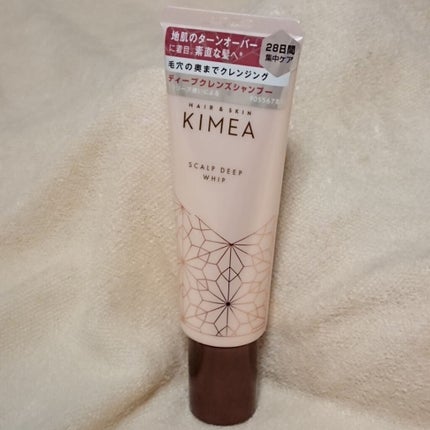 地肌のターンオーバー
に着目、素直な髪へ*
28日間
集中ケア
毛穴の奥までクレンジング
ディープクレンズシャンプー
HAIR & SKIN
KIMEA
SCALP DEEP
WHIP